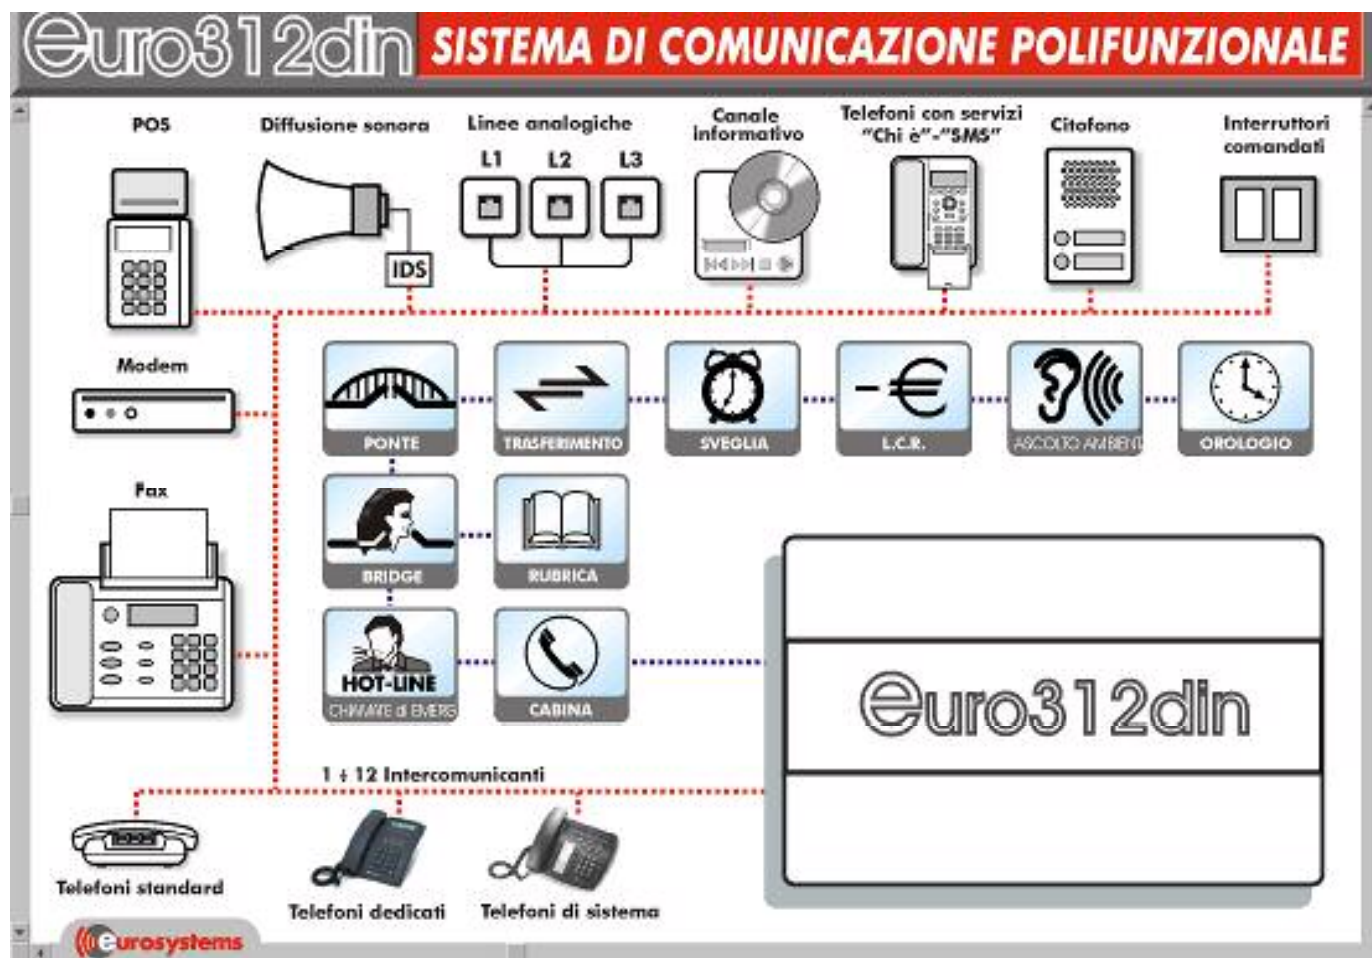 euro312din SISTEMA DI COMUNICAZIONE POLIFUNZIONALE
POS
Diffusione sonora
Linee analogiche
Canale
informativo
Telefoni con servizi
"Chi è"-"SMS"
Citofono
Interruttori
comandati
L1 L2 L3
IDS
Modem
PONTE
TRASFERIMENTO
SVEGLIA
L.C.R.
ASCOLTO AMBIENT
OROLOGIO
Fax
BRIDGE
RUBRICA
HOT-LINE
CHIAMATE di EMERG
CABINA
euro312din
1 ÷ 12 Intercomunicanti
Telefoni standard
Telefoni dedicati
Telefoni di sistema
eurosystems